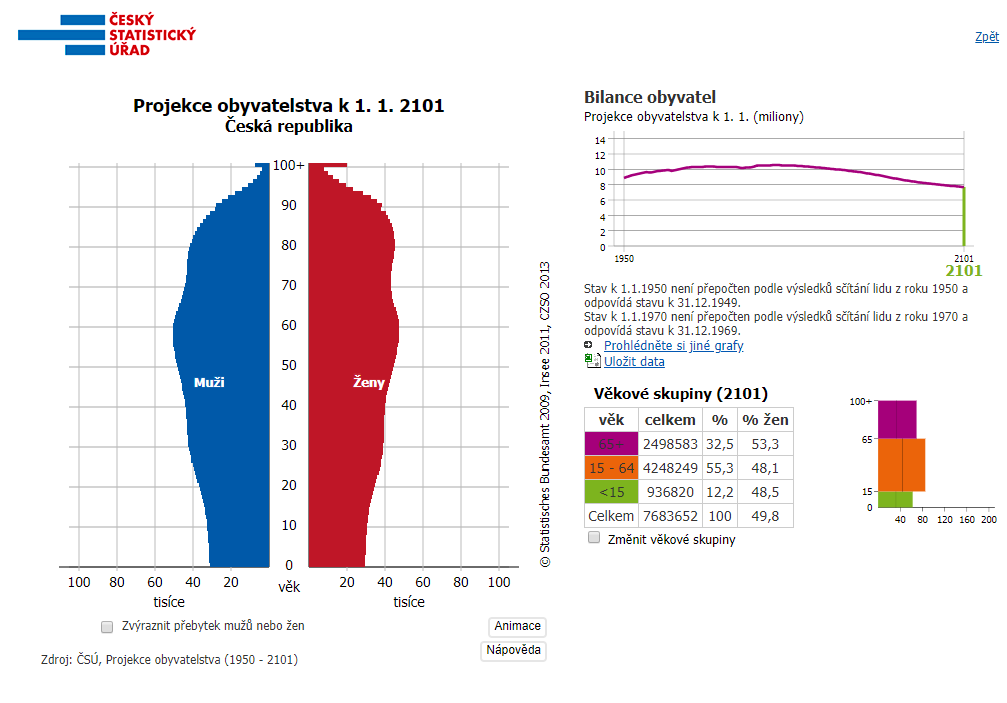 ČESKÝ
STATISTICKÝ
ÚŘAD
Zpět
Projekce obyvatelstva k 1. 1. 2101
Česká republika
100+
90
80
70
60
50
40
30
20
10
0
Muži
Ženy
100 80 60 40 20
věk
20 40 60 80 100
tisíce
tisíce
Zvýraznit přebytek mužů nebo žen
Animace
Nápověda
Zdroj: ČSÚ, Projekce obyvatelstva (1950 - 2101)
© Statistisches Bundesamt 2009, Insee 2011, CZSO 2013
Bilance obyvatel
Projekce obyvatelstva k 1. 1. (miliony)
14
12
10
8
6
4
2
0
1950 2101
2101
Stav k 1.1.1950 není přepočten podle výsledků sčítání lidu z roku 1950 a
odpovídá stavu k 31.12.1949.
Stav k 1.1.1970 není přepočten podle výsledků sčítání lidu z roku 1970 a
odpovídá stavu k 31.12.1969.
Prohlédněte si jiné grafy
Uložit data
Věkové skupiny (2101)
věk celkem % % žen
65+ 2498583 32,5 53,3
15 - 64 4248249 55,3 48,1
<15 936820 12,2 48,5
Celkem 7683652 100 49,8
Změnit věkové skupiny
100+
65
15
0
40 80 120 160 200